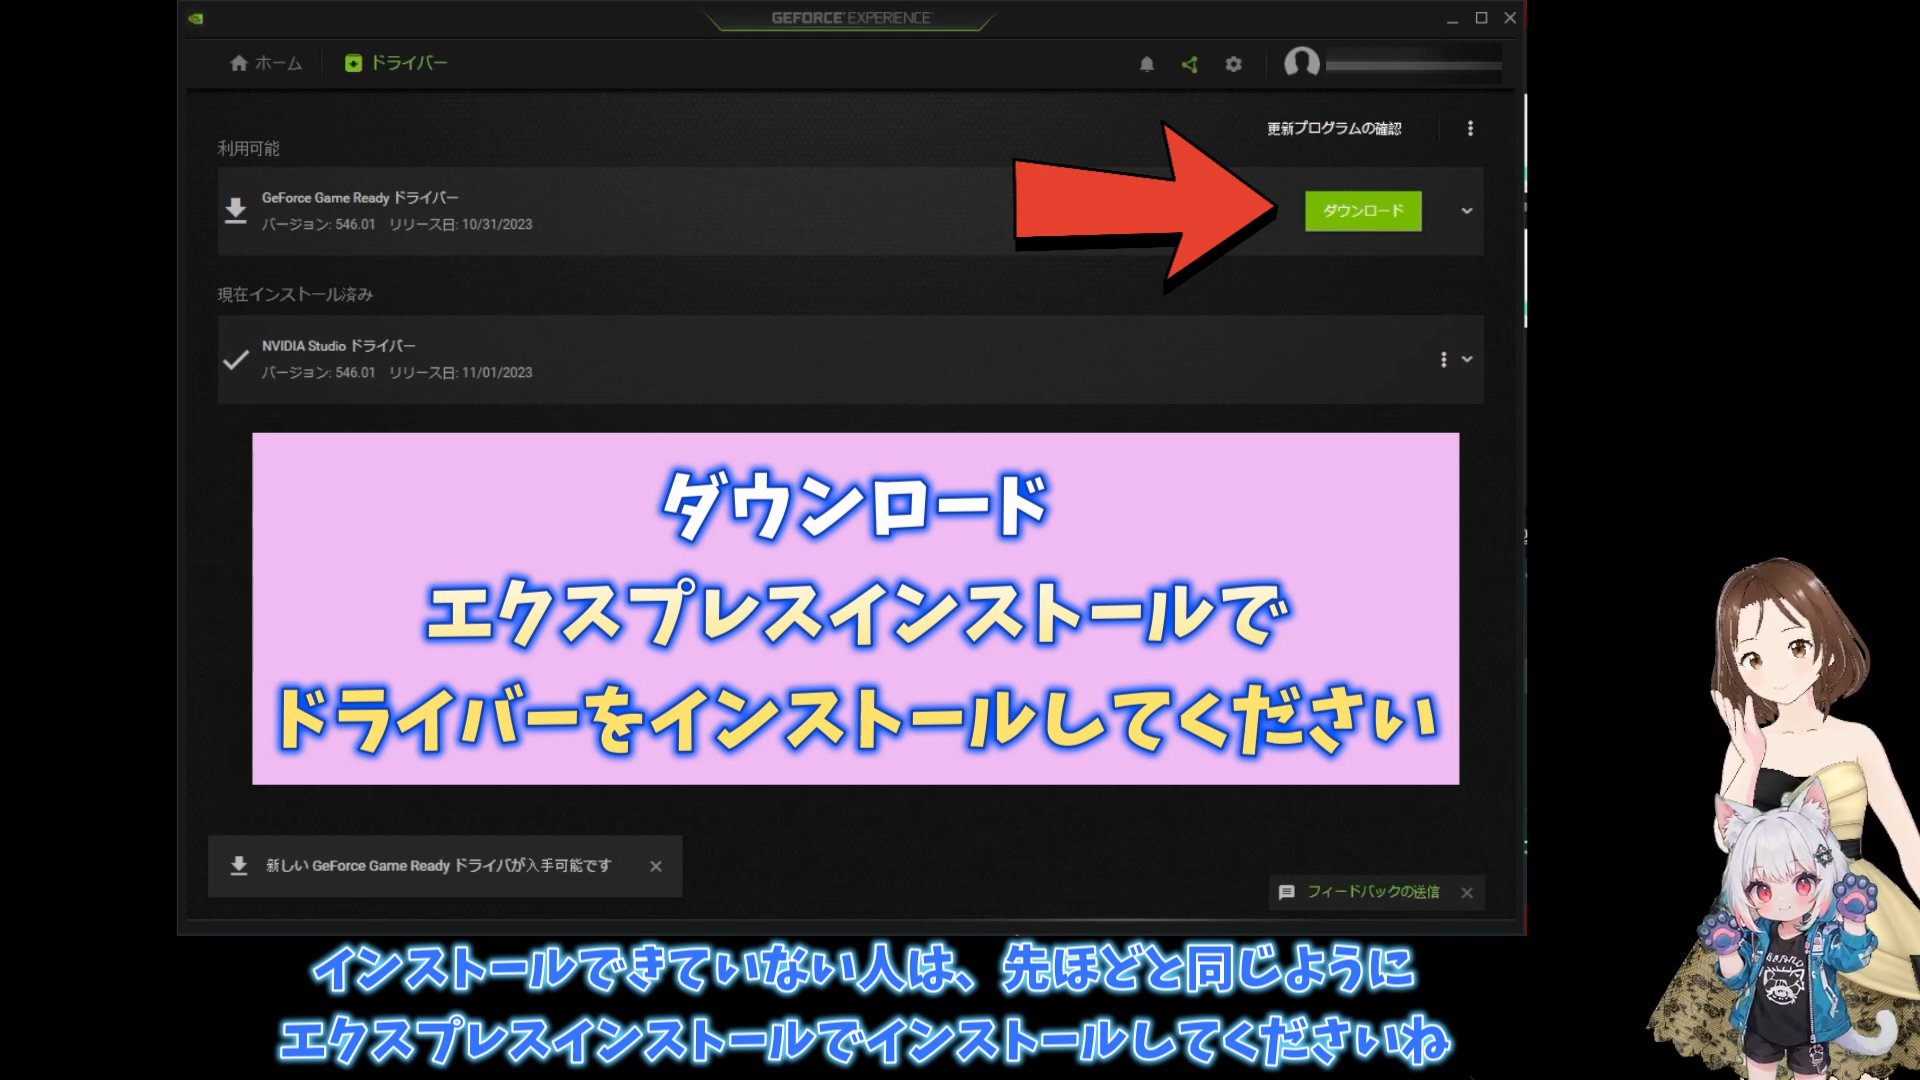 GEFORCE EXPERIENCE
ホーム
ドライバー
更新プログラムの確認
利用可能
GeForce Game Ready ドライバー
バージョン: 546.01 リリース日: 10/31/2023
ダウンロード
現在インストール済み
NVIDIA Studio ドライバー
バージョン: 546.01 リリース日: 11/01/2023
ダウンロード
エクスプレスインストールで
ドライバーをインストールしてください
新しい GeForce Game Ready ドライバが入手可能です
フィードバックの送信
インストールできていない人は、先ほどと同じように
エクスプレスインストールでインストールしてくださいね